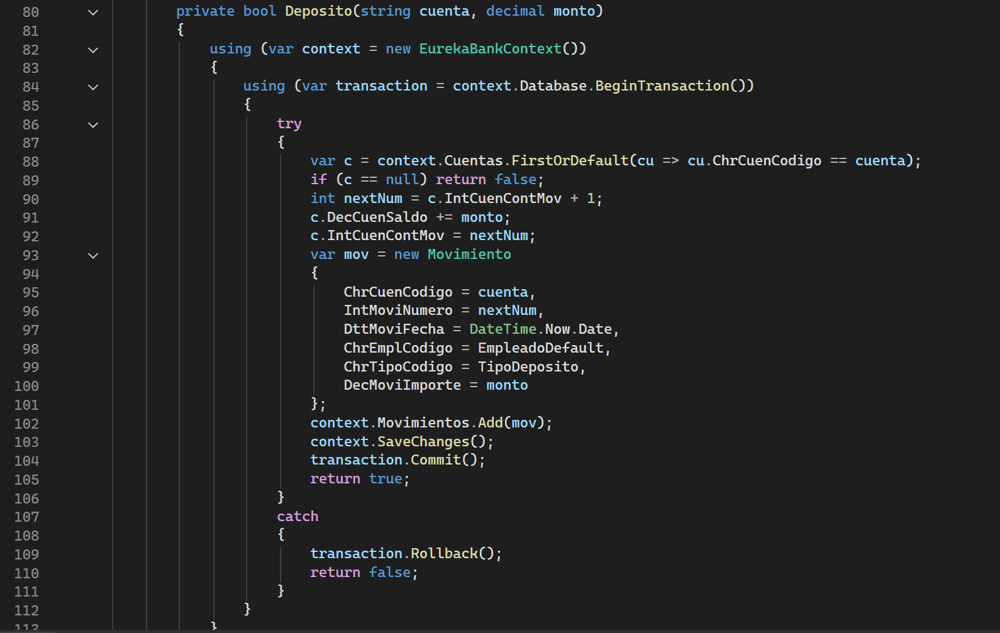 80 private bool Deposito(string cuenta, decimal monto)
81 {
82 using (var context = new EurekaBankContext())
83 {
84 using (var transaction = context.Database.BeginTransaction())
85 {
86 try
87 {
88 var c = context.Cuentas.FirstOrDefault(cu => cu.ChrCuenCodigo == cuenta);
89 if (c == null) return false;
90 int nextNum = c.IntCuenContMov + 1;
91 c.DecCuenSaldo += monto;
92 c.IntCuenContMov = nextNum;
93 var mov = new Movimiento
94 {
95 ChrCuenCodigo = cuenta,
96 IntMoviNumero = nextNum,
97 DttMoviFecha = DateTime.Now.Date,
98 ChrEmplCodigo = EmpleadoDefault,
99 ChrTipoCodigo = TipoDeposito,
100 DecMoviImporte = monto
101 };
102 context.Movimientos.Add(mov);
103 context.SaveChanges();
104 transaction.Commit();
105 return true;
106 }
107 catch
108 {
109 transaction.Rollback();
110 return false;
111 }
112 }
113 }